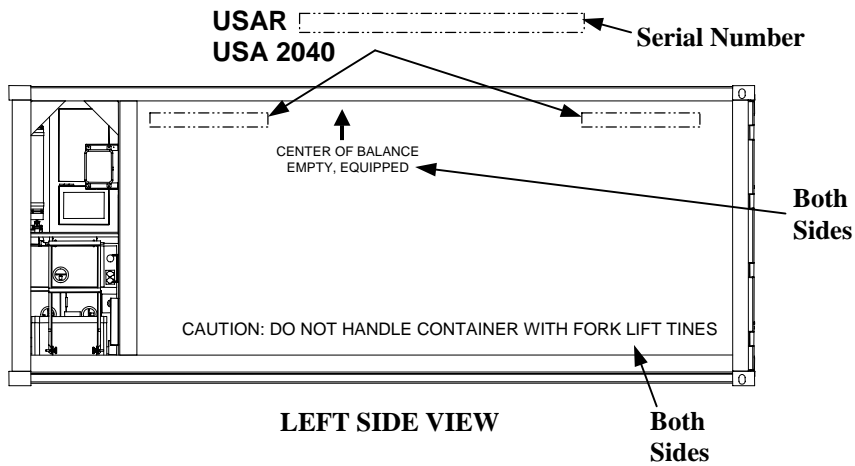 USAR
Serial Number
USA 2040
CENTER OF BALANCE
EMPTY, EQUIPPED
Both
Sides
CAUTION: DO NOT HANDLE CONTAINER WITH FORK LIFT TINES
LEFT SIDE VIEW
Both
Sides